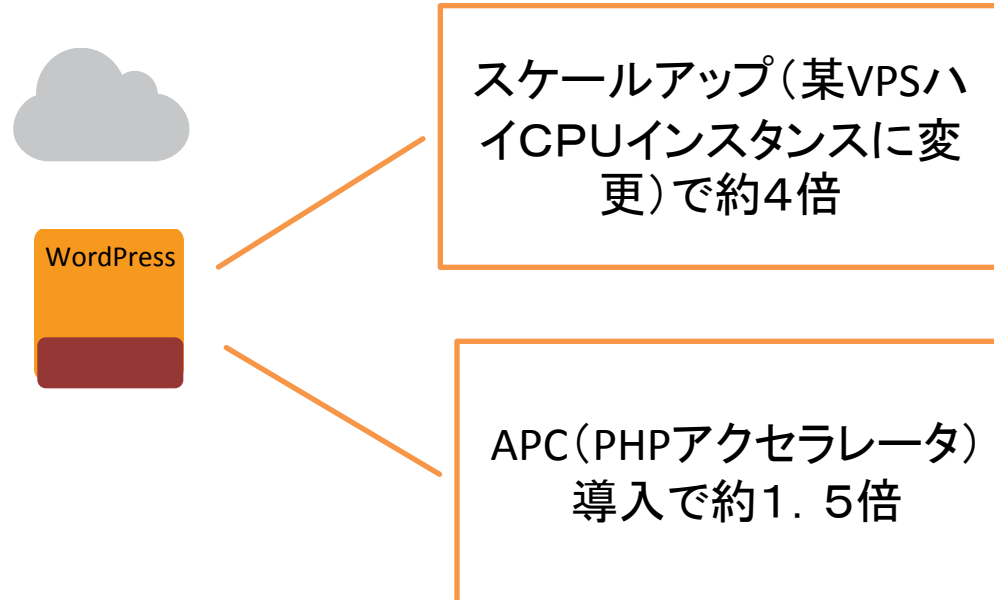 スケールアップ（某VPSハ
イＣＰＵインスタンスに変
更）で約４倍
WordPress
APC（PHPアクセラレータ）
導入で約１．５倍